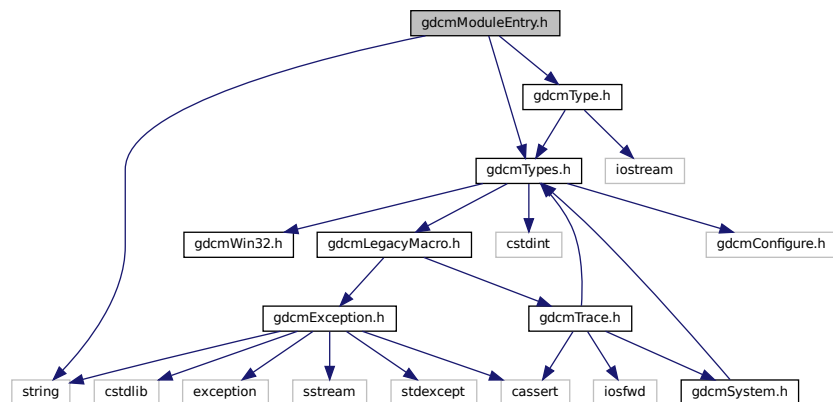 gdcmModuleEntry.h
gdcmType.h
gdcmTypes.h
iostream
gdcmWin32.h
gdcmLegacyMacro.h
cstdint
gdcmConfigure.h
gdcmException.h
gdcmTrace.h
string
cstdlib
exception
sstream
stdexcept
cassert
iosfwd
gdcmSystem.h